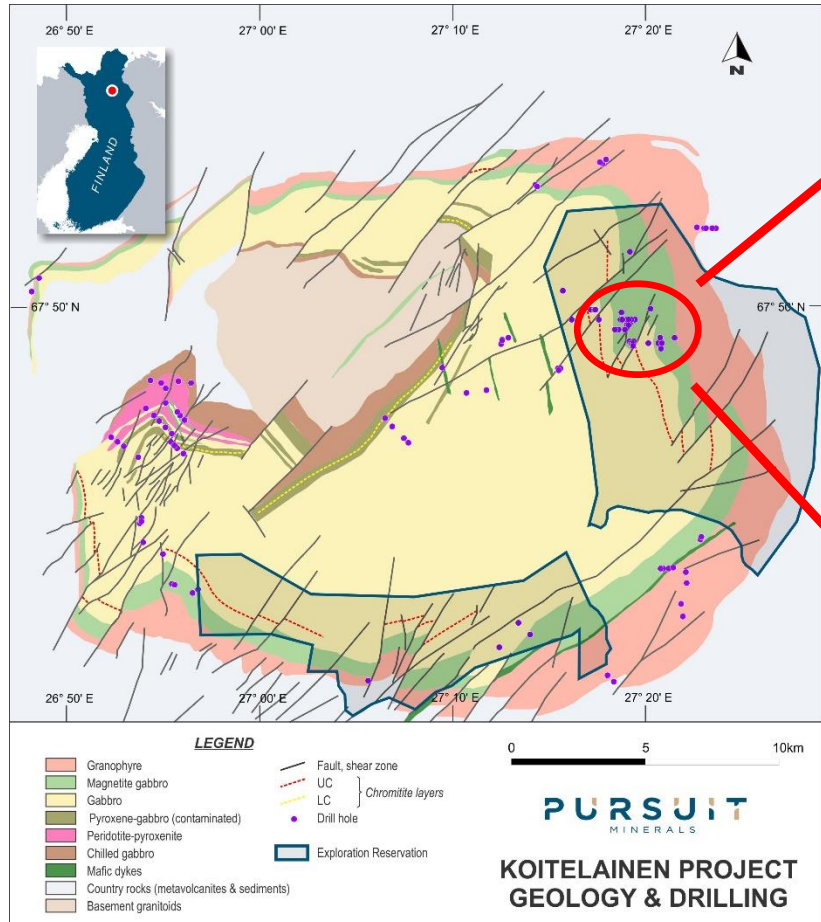 26° 50' E
27° 00' E
27° 10' E
27° 20' E
N
FINLAND
67° 50' N
67° 50' N
26° 50' E
27° 00' E
27° 10' E
27° 20' E
LEGEND
Granophyre
Magnetite gabbro
Gabbro
Pyroxene-gabbro (contaminated)
Peridotite-pyroxenite
Chilled gabbro
Mafic dykes
Country rocks (metavolcanites & sediments)
Basement granitoids
Fault, shear zone
UC
LC
Chromitite layers
Drill hole
Exploration Reservation
0 5 10km
PURSUIT
MINERALS
KOITELAINEN PROJECT
GEOLOGY & DRILLING